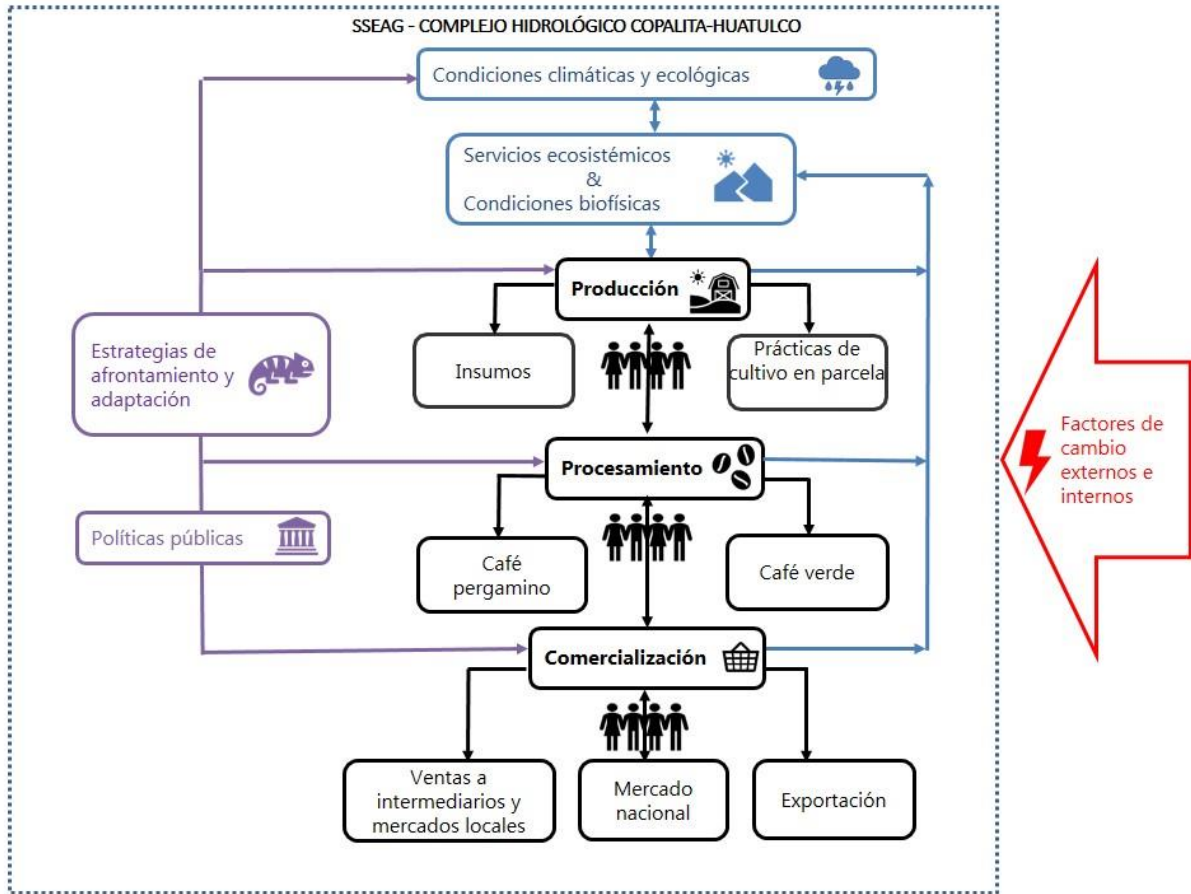 SSEAG - COMPLEJO HIDROLÓGICO COPALITA-HUATULCO
Condiciones climáticas y ecológicas
Servicios ecosistémicos
&
Condiciones biofísicas
Producción
Insumos
Prácticas de
cultivo en parcela
Estrategias de
afrontamiento y
adaptación
Factores de
cambio
externos e
internos
Procesamiento
Políticas públicas
Café
pergamino
Café verde
Comercialización
Ventas a
intermediarios y
mercados locales
Mercado
nacional
Exportación